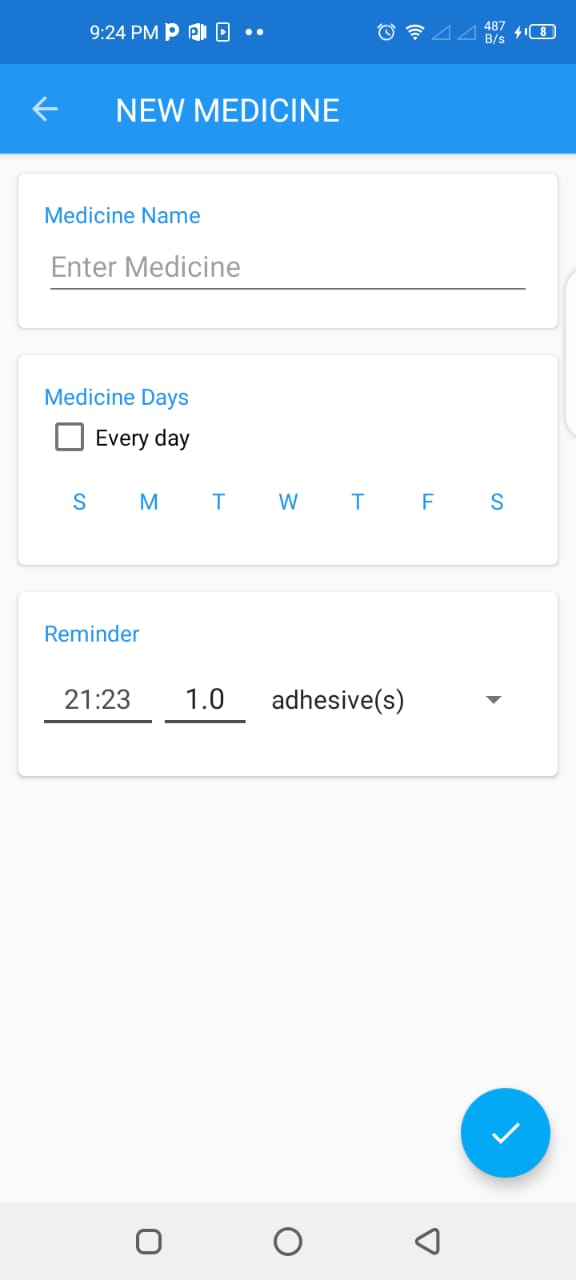 9:24 PM 487 B/s 8
NEW MEDICINE
Medicine Name
Enter Medicine
Medicine Days
Every day
S M T W T F S
Reminder
21:23 1.0 adhesive(s)